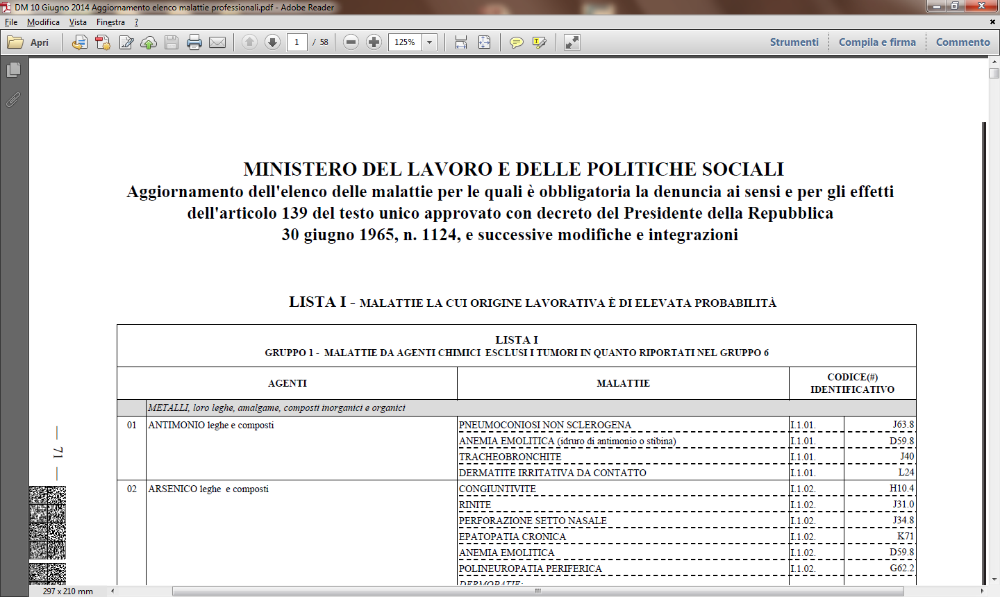 DM 10 Giugno 2014 Aggiornamento elenco malattie professionali.pdf - Adobe Reader
File Modifica Vista Finestra ?
Apri 1 / 58 125% Strumenti Compila e firma Commento
MINISTERO DEL LAVORO E DELLE POLITICHE SOCIALI
Aggiornamento dell'elenco delle malattie per le quali è obbligatoria la denuncia ai sensi e per gli effetti
dell'articolo 139 del testo unico approvato con decreto del Presidente della Repubblica
30 giugno 1965, n. 1124, e successive modifiche e integrazioni
LISTA I - MALATTIE LA CUI ORIGINE LAVORATIVA È DI ELEVATA PROBABILITÀ
LISTA I
GRUPPO 1 - MALATTIE DA AGENTI CHIMICI ESCLUSI I TUMORI IN QUANTO RIPORTATI NEL GRUPPO 6
AGENTI MALATTIE CODICE(#) IDENTIFICATIVO
METALLI, loro leghe, amalgame, composti inorganici e organici
01 ANTIMONIO leghe e composti PNEUMOCONIOSI NON SCLEROGENA I.1.01. J63.8
ANEMIA EMOLITICA (idruro di antimonio o stibina) I.1.01. D59.8
TRACHEOBRONCHITE I.1.01. J40
DERMATITE IRRITATIVA DA CONTATTO I.1.01. L24
02 ARSENICO leghe e composti CONGIUNTIVITE I.1.02. H10.4
RINITE I.1.02. J31.0
PERFORAZIONE SETTO NASALE I.1.02. J34.8
EPATOPATIA CRONICA I.1.02. K71
ANEMIA EMOLITICA I.1.02. D59.8
POLINEUROPATIA PERIFERICA I.1.02. G62.2
DERMOPATIE:
— 71 —
297 x 210 mm